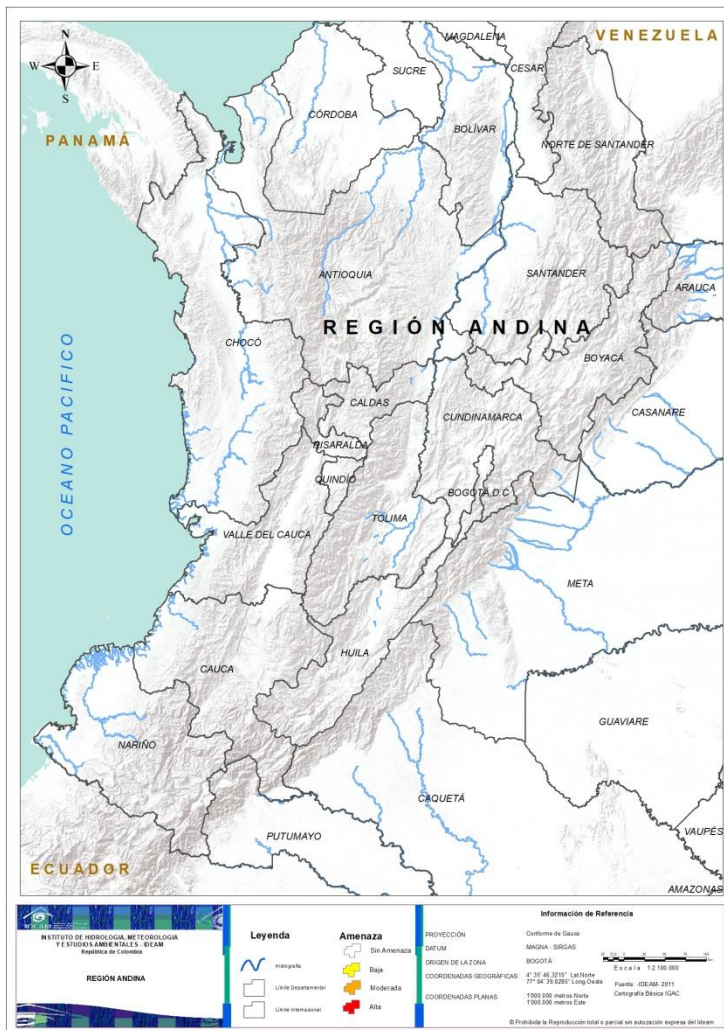 N
W E
S
VENEZUELA
MAGDALENA
CESAR
SUCRE
CÓRDOBA
BOLÍVAR
PANAMÁ
NORTE DE SANTANDER
ANTIOQUIA
SANTANDER
ARAUCA
REGIÓN ANDINA
CHOCÓ
BOYACÁ
OCEANO PACIFICO
CALDAS
CUNDINAMARCA
CASANARE
RISARALDA
QUINDÍO
BOGOTÁ D.C
TOLIMA
VALLE DEL CAUCA
META
HUILA
CAUCA
GUAVIARE
NARIÑO
CAQUETÁ
PUTUMAYO
VAUPÉS
ECUADOR
AMAZONAS
IDEAM
INSTITUTO DE HIDROLOGIA, METEOROLOGIA
Y ESTUDIOS AMBIENTALES - IDEAM
República de Colombia
REGIÓN ANDINA
Leyenda
Hidrografía
Límite Departamental
Límite Internacional
Amenaza
Sin Amenaza
Baja
Moderada
Alta
Información de Referencia
PROYECCIÓN Conforme de Gauss
DATUM MAGNA - SIRGAS
ORIGEN DE LA ZONA BOGOTÁ
COORDENADAS GEOGRÁFICAS 4° 35' 46,3215" Lat Norte
77° 04' 39,0285" Long Oeste
COORDENADAS PLANAS 1'000.000 metros Norte
1'000.000 metros Este
Escala 1:2.100.000
Fuente: -IDEAM- 2011
Cartografía Básica IGAC
© Prohibida la Reproducción total o parcial sin autorización expresa del Ideam